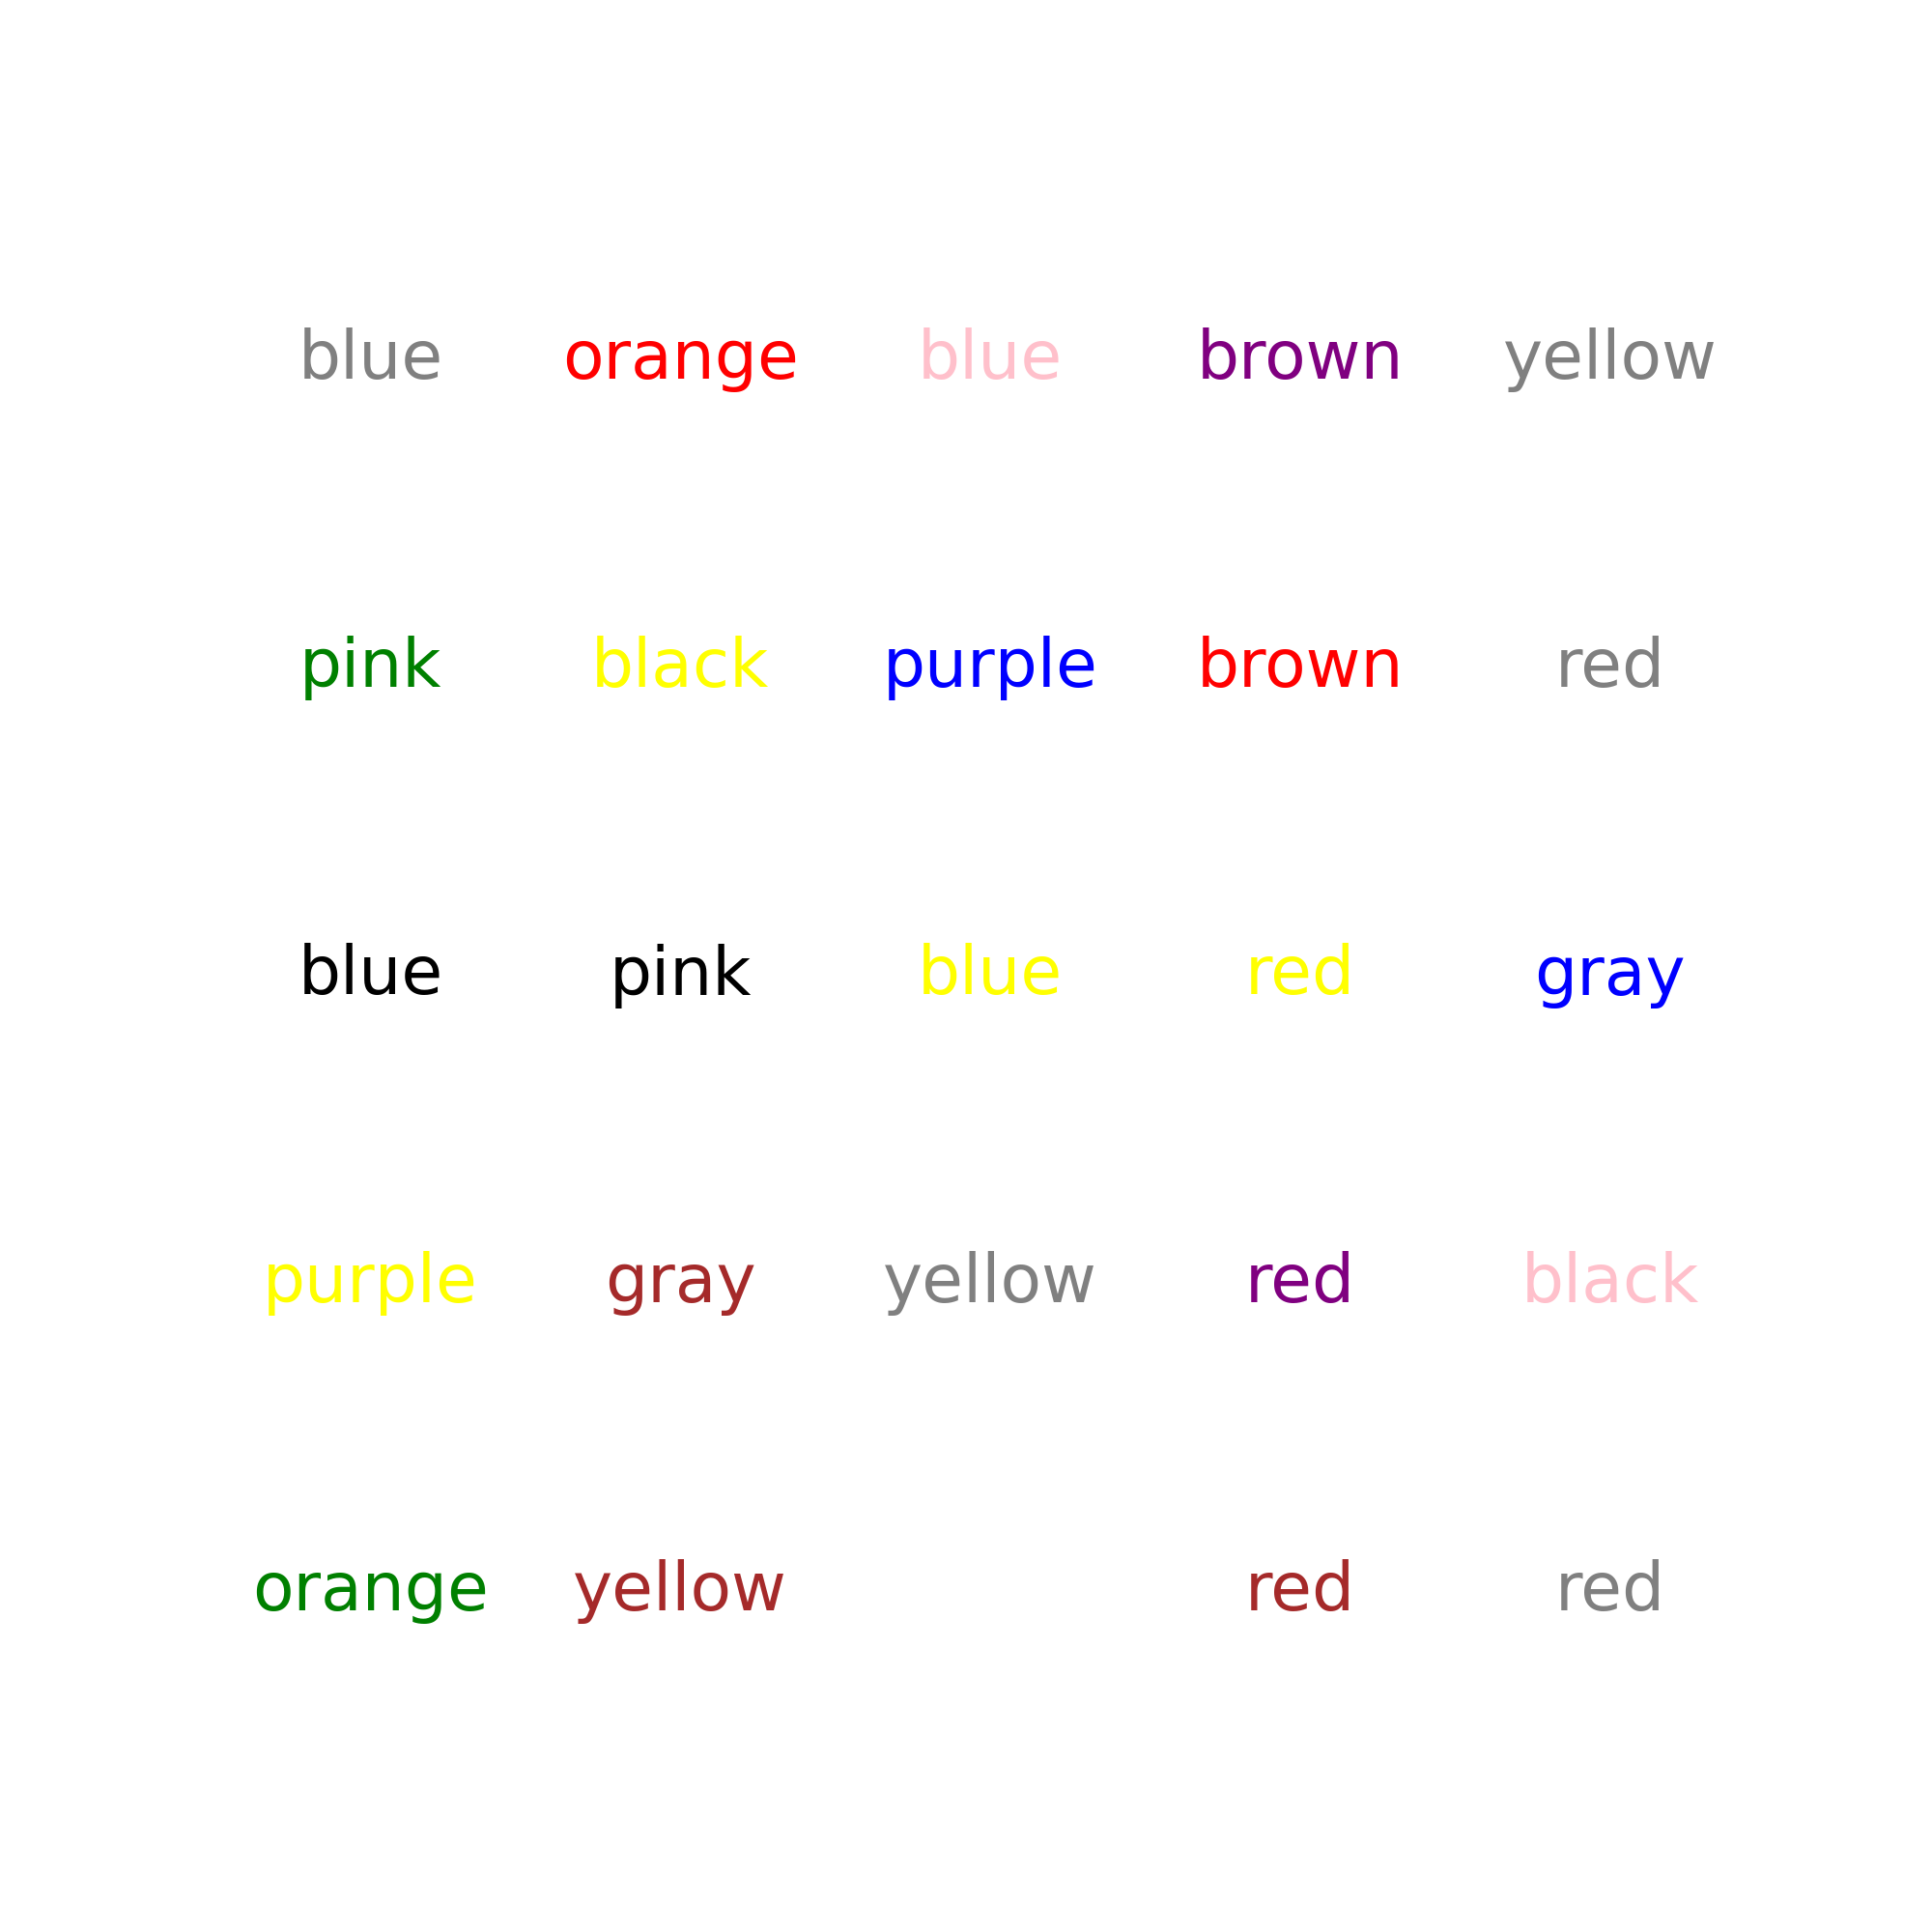 blue orange blue brown yellow
pink black purple brown red
blue pink blue red gray
purple gray yellow red black
orange yellow red red